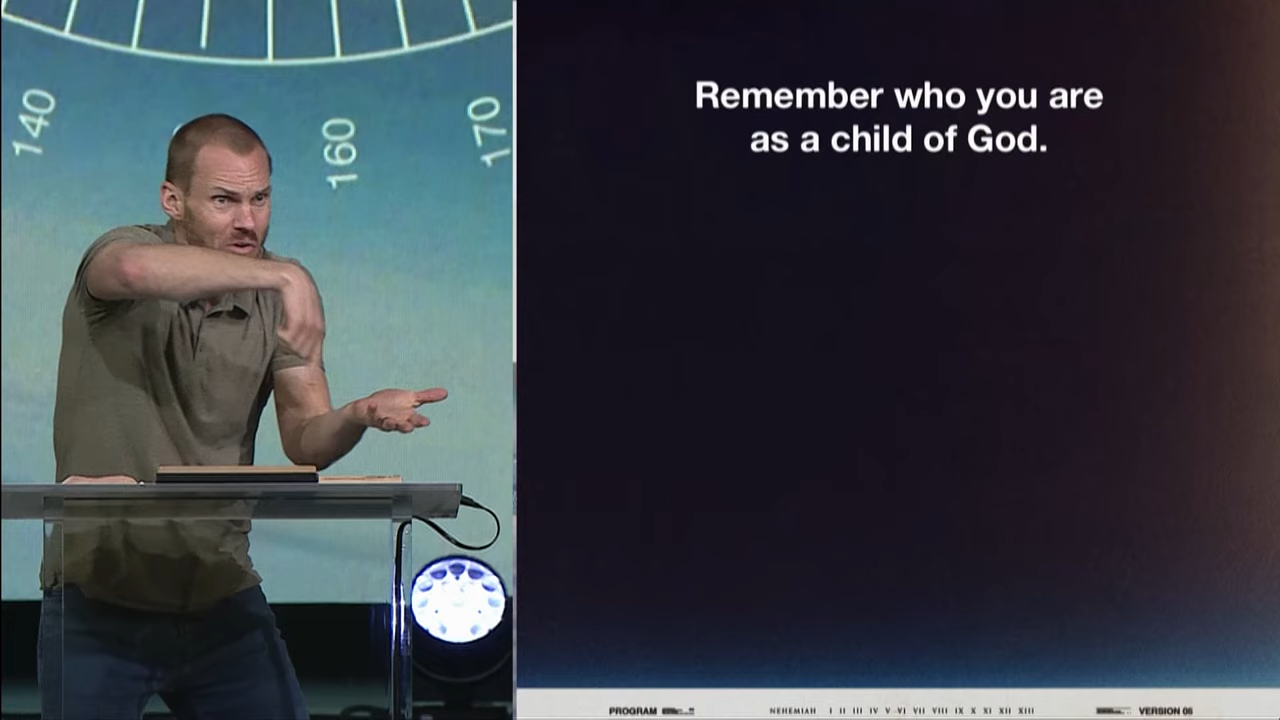 140
160
170
Remember who you are
as a child of God.
PROGRAM
NEHEMIAH I II III IV V VI VII VIII IX X XI XII XIII
VERSION 06